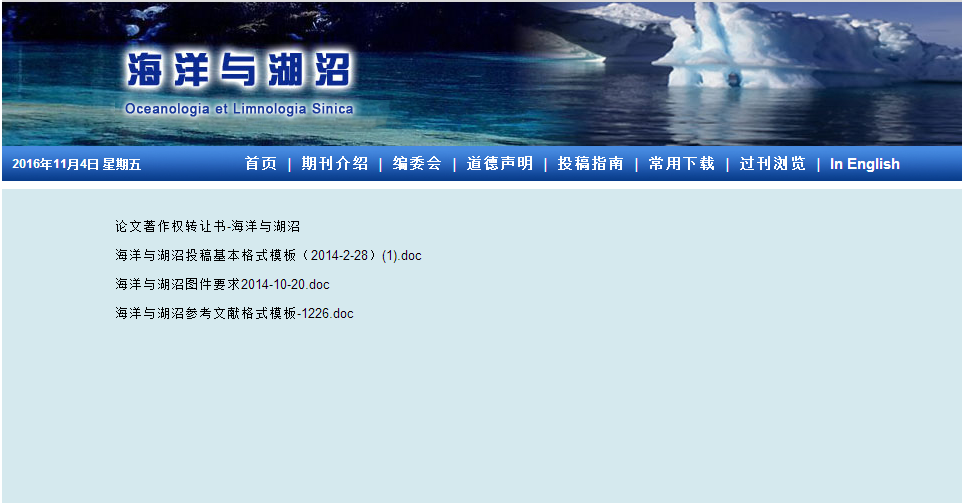 海洋与湖沼
Oceanologia et Limnologia Sinica
2016年11月4日 星期五 首页 | 期刊介绍 | 编委会 | 道德声明 | 投稿指南 | 常用下载 | 过刊浏览 | In English
论文著作权转让书-海洋与湖沼
海洋与湖沼投稿基本格式模板（2014-2-28）(1).doc
海洋与湖沼图件要求2014-10-20.doc
海洋与湖沼参考文献格式模板-1226.doc